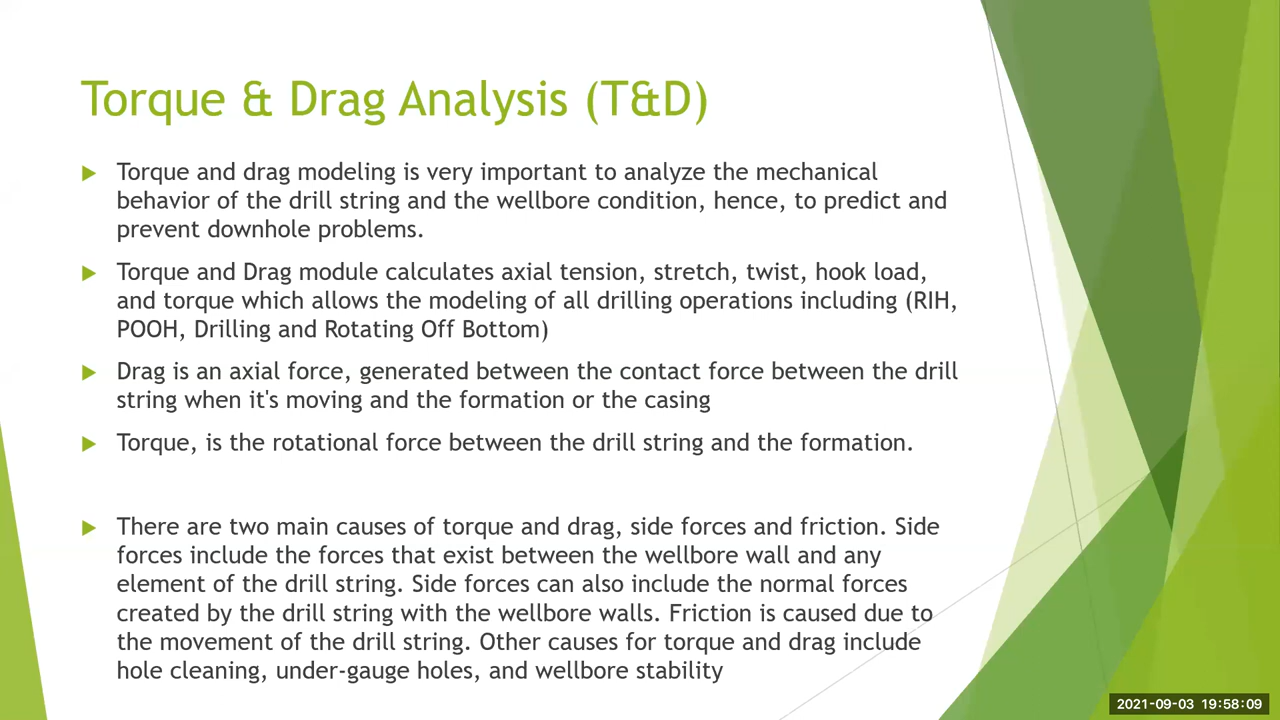 Torque & Drag Analysis (T&D)
Torque and drag modeling is very important to analyze the mechanical
behavior of the drill string and the wellbore condition, hence, to predict and
prevent downhole problems.
Torque and Drag module calculates axial tension, stretch, twist, hook load,
and torque which allows the modeling of all drilling operations including (RIH,
POOH, Drilling and Rotating Off Bottom)
Drag is an axial force, generated between the contact force between the drill
string when it's moving and the formation or the casing
Torque, is the rotational force between the drill string and the formation.
There are two main causes of torque and drag, side forces and friction. Side
forces include the forces that exist between the wellbore wall and any
element of the drill string. Side forces can also include the normal forces
created by the drill string with the wellbore walls. Friction is caused due to
the movement of the drill string. Other causes for torque and drag include
hole cleaning, under-gauge holes, and wellbore stability
2021-09-03 19:58:09